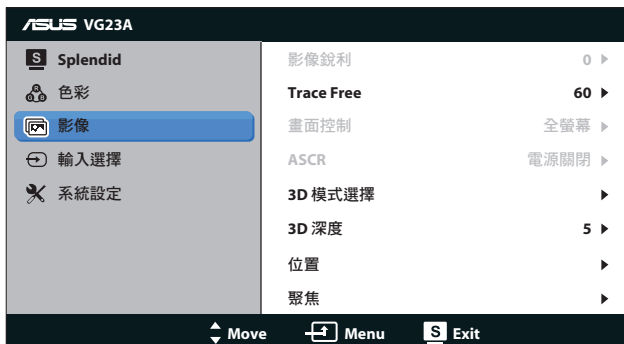 ASUS VG23A
S Splendid
色彩
影像
輸入選擇
系統設定
影像銳利 0
Trace Free 60
畫面控制 全螢幕
ASCR 電源關閉
3D 模式選擇
3D 深度 5
位置
聚焦
Move Menu S Exit